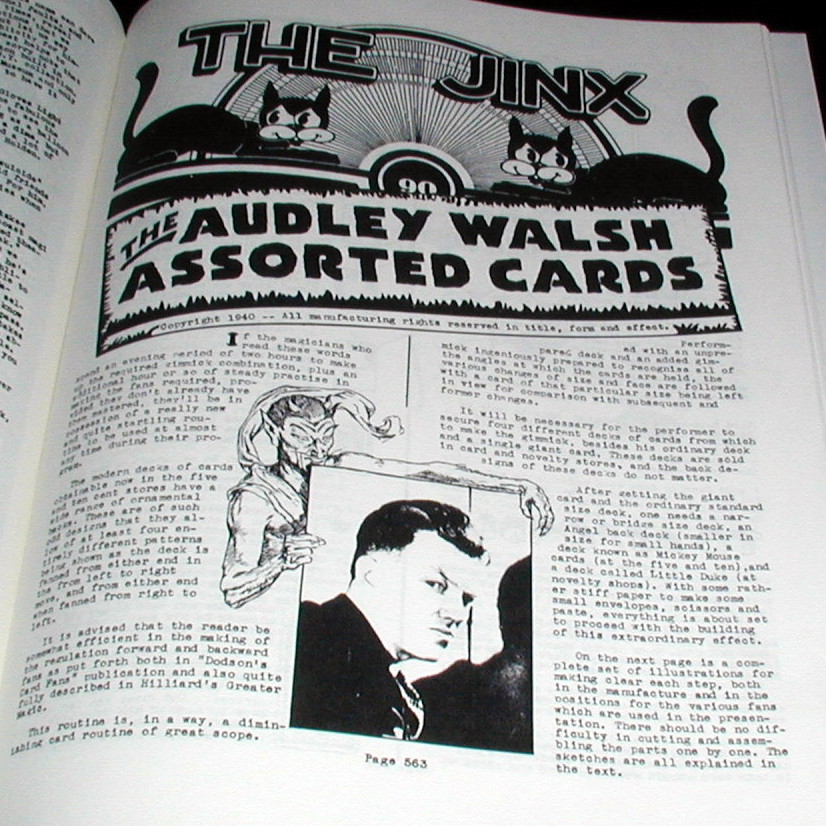 THE JINX
90
THE AUDLEY WALSH
ASSORTED CARDS
Copyright 1940 -- All manufacturing rights reserved in title, form and effect.
If the magicians who
read these words
spend an evening period of two hours to make
the required gimmick combination, plus an
additional hour or so of steady practise in
making the fans required, pro-
vided they don't already have
them mastered, they'll be in
possession of a really new
and quite startling rou-
tine to be used at almost
any time during their pro-
gram.
The modern decks of cards
obtainable now in the five
and ten cent stores have a
wide range of ornamental
backs. These are of such
odd designs that they al-
low of at least four en-
tirely different patterns
being shown as the deck is
fanned from either end in
the from left to right
move, and from either end
when fanned from right to
left.
It is advised that the reader be
somewhat efficient in the making of
the regulation forward and backward
fans as put forth both in "Dodson's
Card Fans" publication and also quite
fully described in Hilliard's Greater
Magic.
This routine is, in a way, a dimin-
ishing card routine of great scope.
Perform-
ed with an unpre-
pared deck and an added gim-
mick ingeniously prepared to recognise all of
the angles at which the cards are held, the
various changes of size and face are followed
with a card of the particular size being left
in view for comparison with subsequent and
former changes.
It will be necessary for the performer to
secure four different decks of cards from which
to make the gimmick, besides his ordinary deck
and a single giant card. These decks are sold
in card and novelty stores, and the back de-
signs of these decks do not matter.
After getting the giant
card and the ordinary standard
size deck, one needs a nar-
row or bridge size deck, an
angel back deck (smaller in
size for small hands), a
deck known as Mickey Mouse
cards (at the five and ten),and
a deck called Little Duke (at
novelty shops). With some rath-
er stiff paper to make some
small envelopes, scissors and
paste, everything is about set
to proceed with the building
of this extraordinary effect.
On the next page is a com-
plete set of illustrations for
making clear each step, both
in the manufacture and in the
positions for the various fans
which are used in the presen-
tation. There should be no dif-
ficulty in cutting and assem-
bling the parts one by one. The
sketches are all explained in
the text.
Page 563